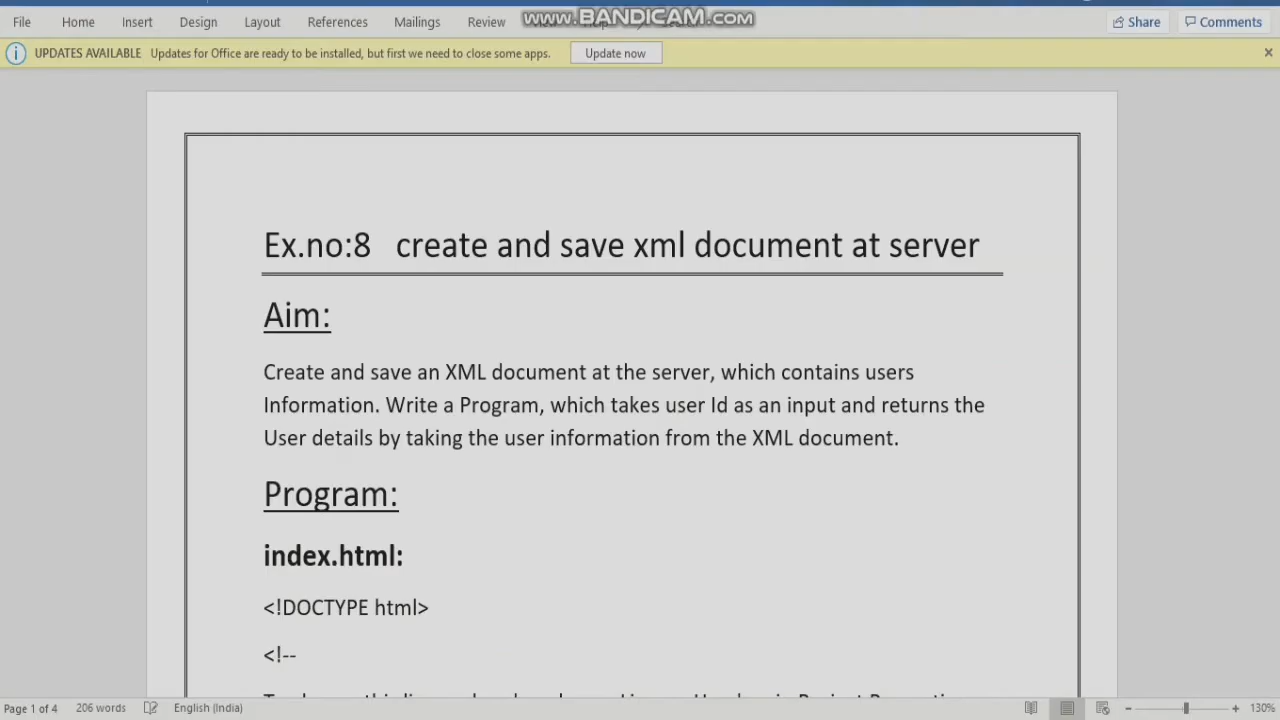 File Home Insert Design Layout References Mailings Review www.BANDICAM.com Share Comments
UPDATES AVAILABLE Updates for Office are ready to be installed, but first we need to close some apps. Update now
Ex.no:8 create and save xml document at server
Aim:
Create and save an XML document at the server, which contains users
Information. Write a Program, which takes user Id as an input and returns the
User details by taking the user information from the XML document.
Program:
index.html:
<!DOCTYPE html>
<!--
Page 1 of 4 206 words English (India) 130%